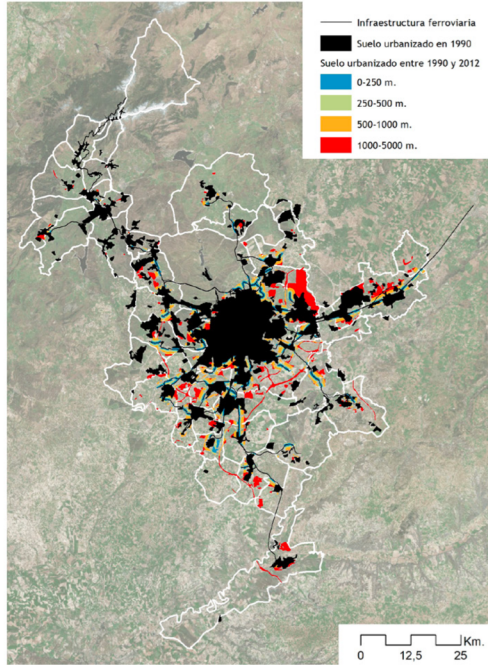 Infraestructura ferroviaria
Suelo urbanizado en 1990
Suelo urbanizado entre 1990 y 2012
0-250 m.
250-500 m.
500-1000 m.
1000-5000 m.
Km.
0 12,5 25